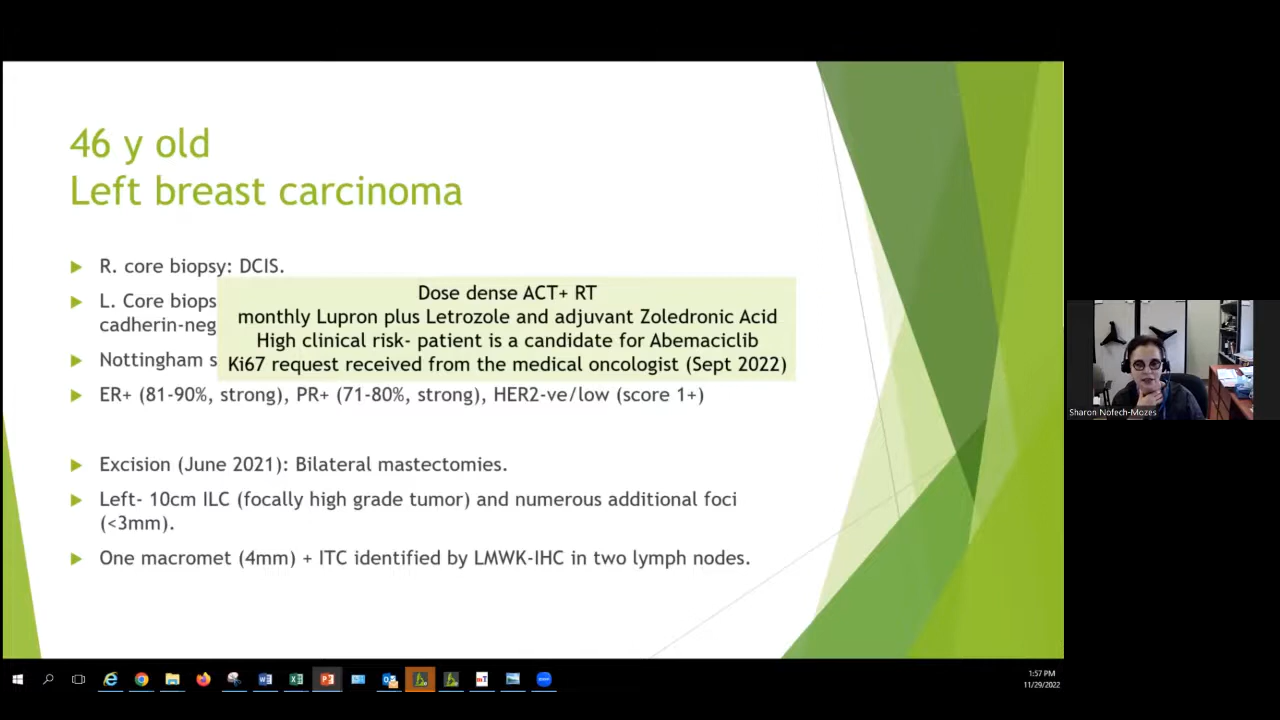 46 y old
Left breast carcinoma
R. core biopsy: DCIS.
L. Core biops
cadherin-neg
Nottingham s
Dose dense ACT+ RT
monthly Lupron plus Letrozole and adjuvant Zoledronic Acid
High clinical risk- patient is a candidate for Abemaciclib
Ki67 request received from the medical oncologist (Sept 2022)
ER+ (81-90%, strong), PR+ (71-80%, strong), HER2-ve/low (score 1+)
Excision (June 2021): Bilateral mastectomies.
Left- 10cm ILC (focally high grade tumor) and numerous additional foci
(<3mm).
One macromet (4mm) + ITC identified by LMWK-IHC in two lymph nodes.
Sharon Nofech-Mozes
1:57 PM
11/29/2022